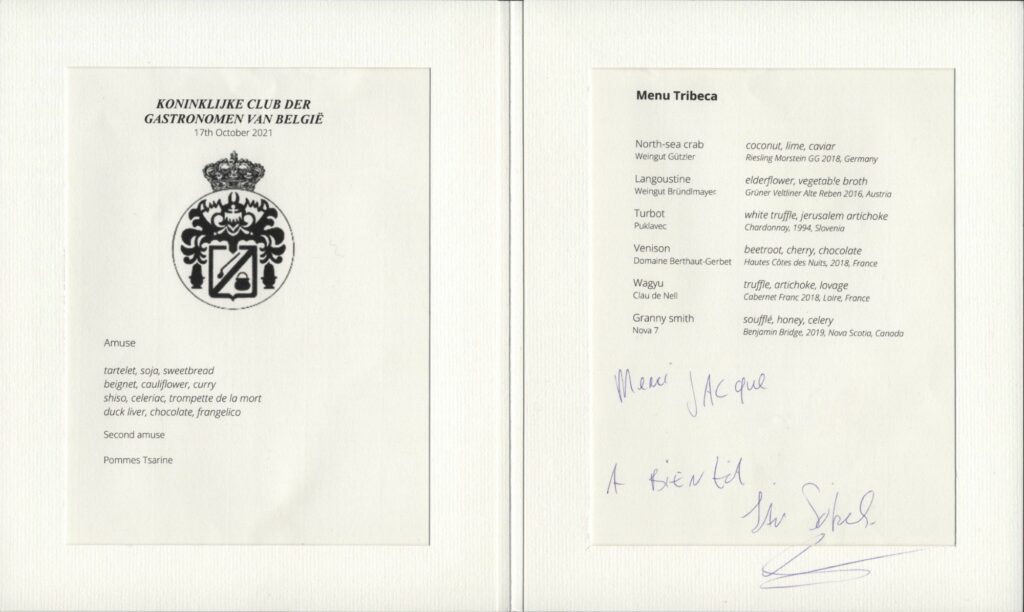 KONINKLIJKE CLUB DER
GASTRONOMEN VAN BELGIË
17th October 2021
Amuse
tartelet, soja, sweetbread
beignet, cauliflower, curry
shiso, celeriac, trompette de la mort
duck liver, chocolate, frangelico
Second amuse
Pommes Tsarine
Menu Tribeca
North-sea crab coconut, lime, caviar
Weingut Gützler Riesling Morstein GG 2018, Germany
Langoustine elderflower, vegetable broth
Weingut Bründlmayer Grüner Veltliner Alte Reben 2016, Austria
Turbot white truffle, jerusalem artichoke
Puklavec Chardonnay, 1994, Slovenia
Venison beetroot, cherry, chocolate
Domaine Berthaut-Gerbet Hautes Côtes des Nuits, 2018, France
Wagyu truffle, artichoke, lovage
Clau de Nell Cabernet Franc 2018, Loire, France
Granny smith soufflé, honey, celery
Nova 7 Benjamin Bridge, 2019, Nova Scotia, Canada
Merci JACque
A BiEN